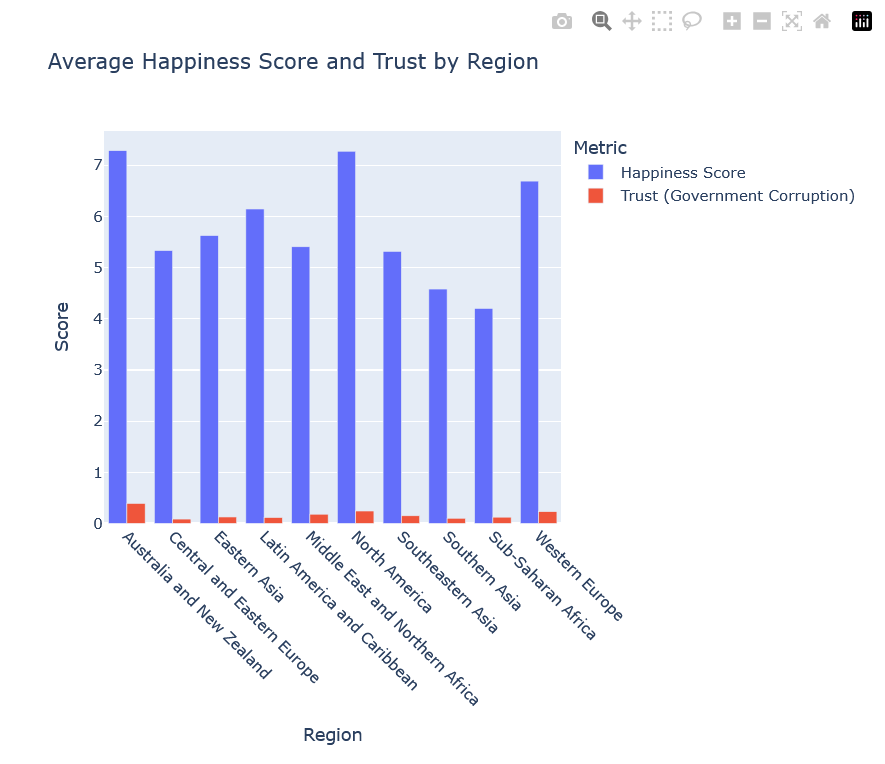 Average Happiness Score and Trust by Region
Metric
Happiness Score
Trust (Government Corruption)
7
6
5
4
3
2
1
0
Score
Australia and New Zealand
Central and Eastern Europe
Eastern Asia
Latin America and Caribbean
Middle East and Northern Africa
North America
Southeastern Asia
Southern Asia
Sub-Saharan Africa
Western Europe
Region